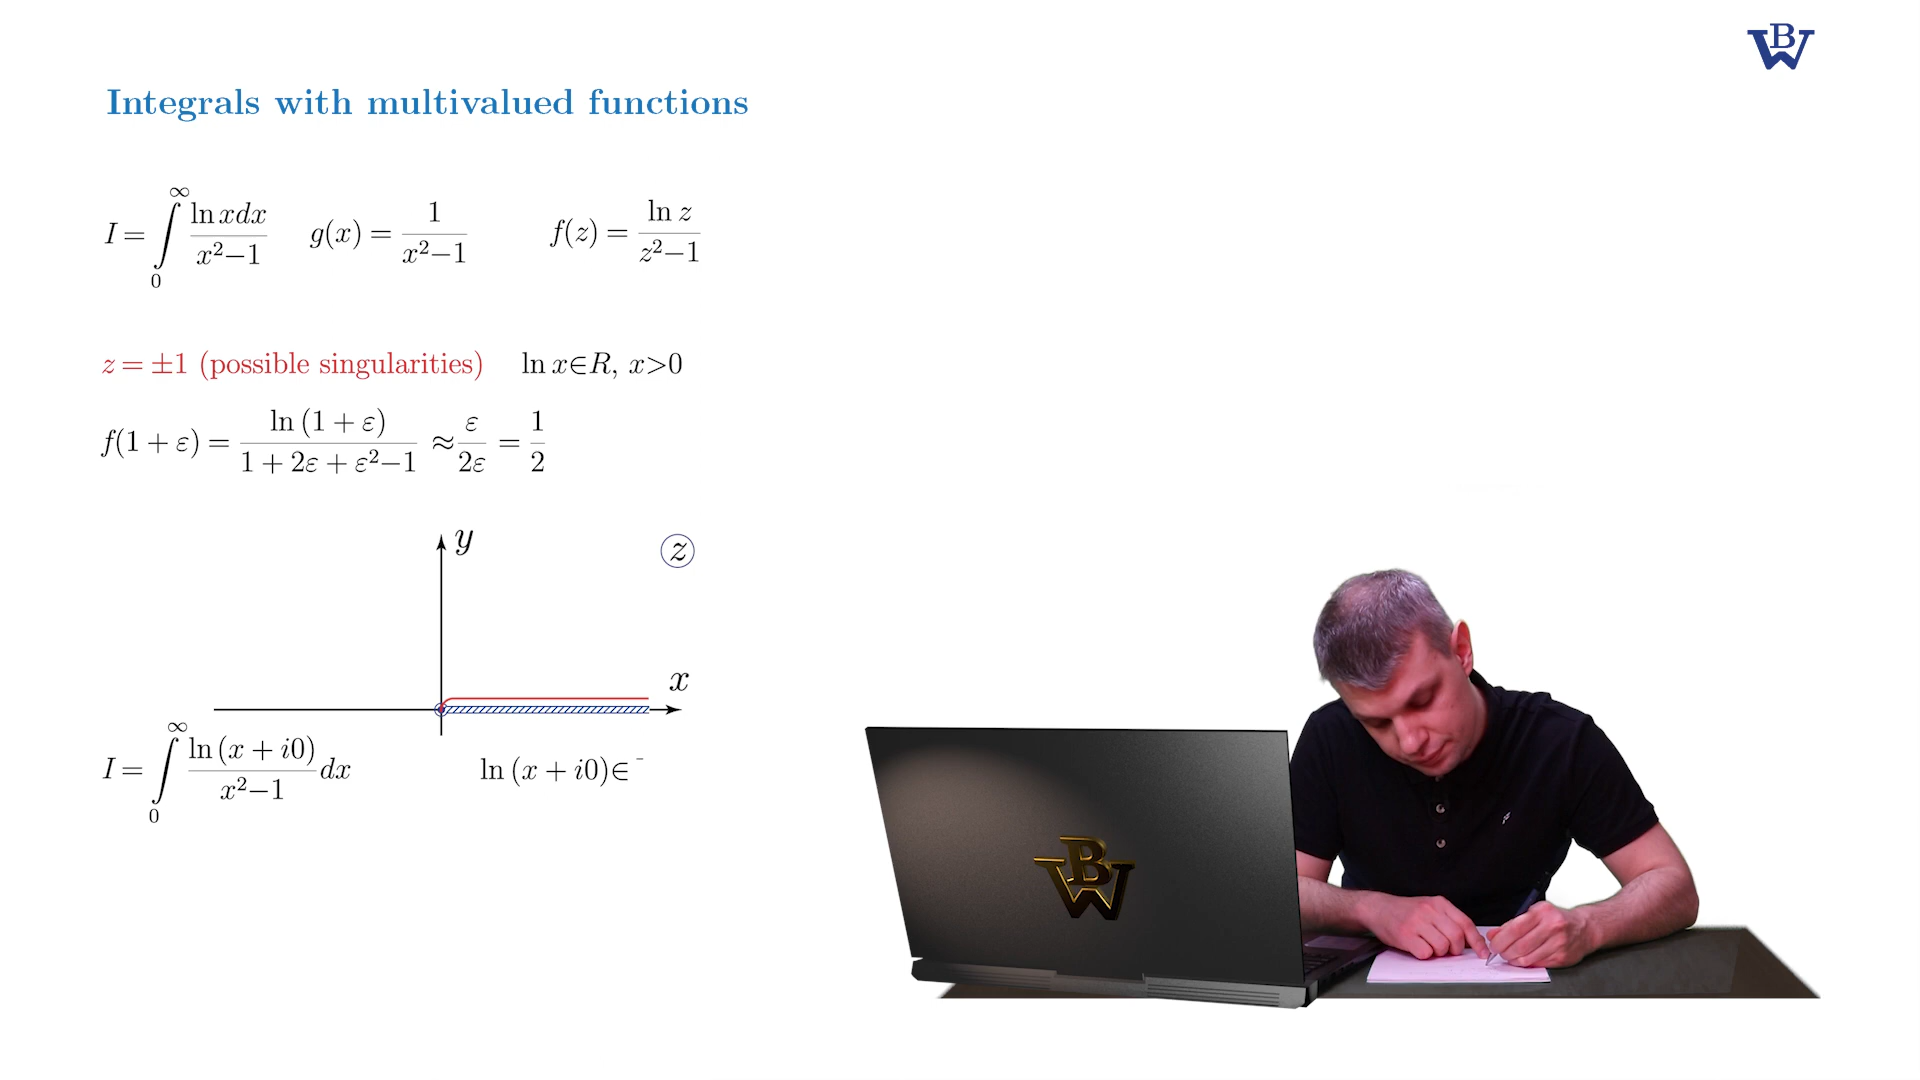 BW
Integrals with multivalued functions
I = ∫₀^∞ ln x dx / (x² − 1)   g(x) = 1 / (x² − 1)   f(z) = ln z / (z² − 1)
z = ±1 (possible singularities)   ln x ∈ R, x > 0
f(1 + ε) = ln (1 + ε) / (1 + 2ε + ε² − 1) ≈ ε / 2ε = 1 / 2
y
z
x
I = ∫₀^∞ ln (x + i0) / (x² − 1) dx   ln (x + i0) ∈
BW